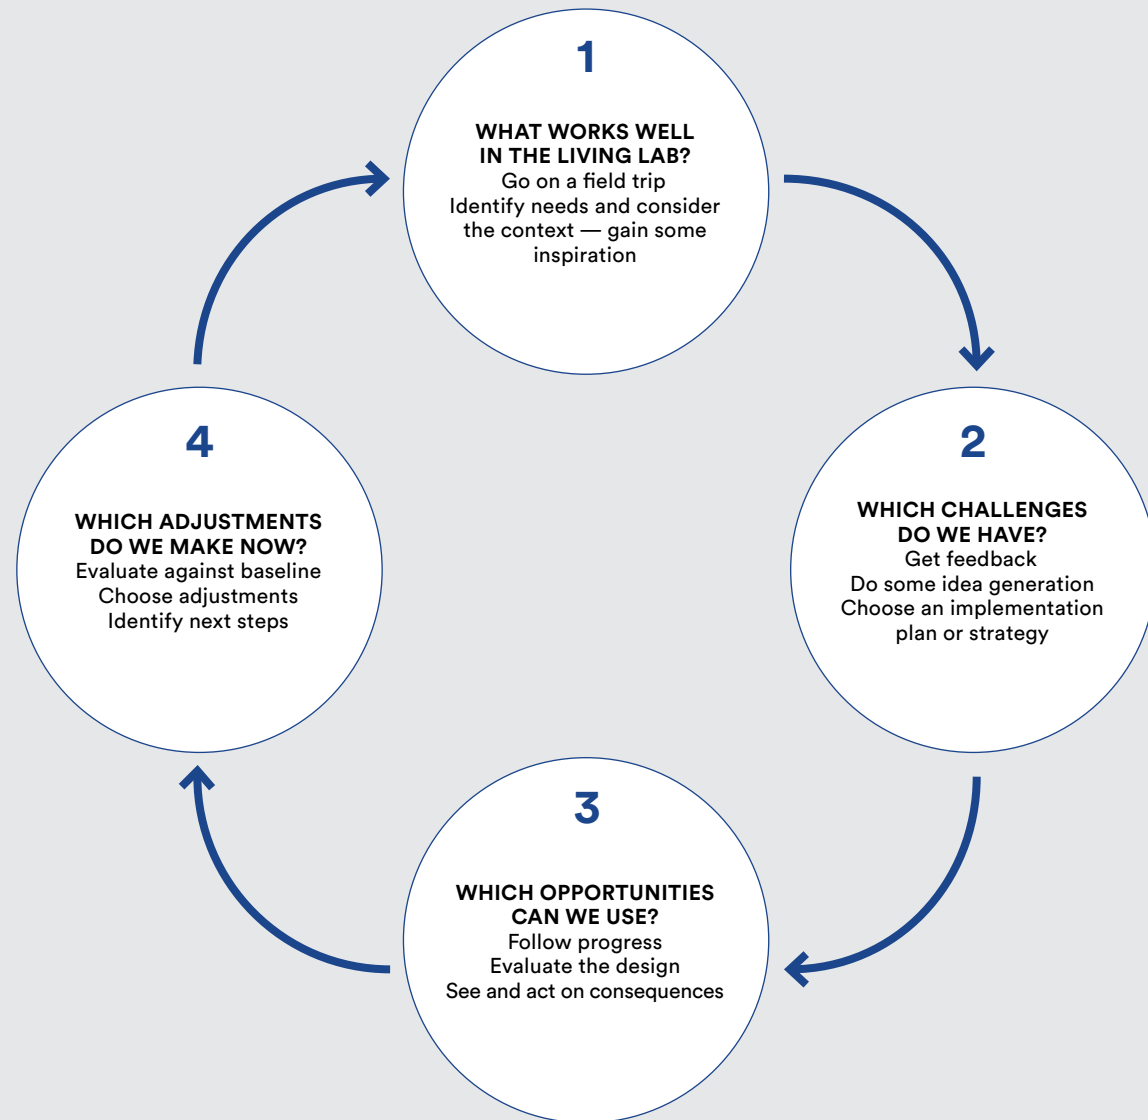 1
WHAT WORKS WELL
IN THE LIVING LAB?
Go on a field trip
Identify needs and consider
the context — gain some
inspiration
2
WHICH CHALLENGES
DO WE HAVE?
Get feedback
Do some idea generation
Choose an implementation
plan or strategy
3
WHICH OPPORTUNITIES
CAN WE USE?
Follow progress
Evaluate the design
See and act on consequences
4
WHICH ADJUSTMENTS
DO WE MAKE NOW?
Evaluate against baseline
Choose adjustments
Identify next steps